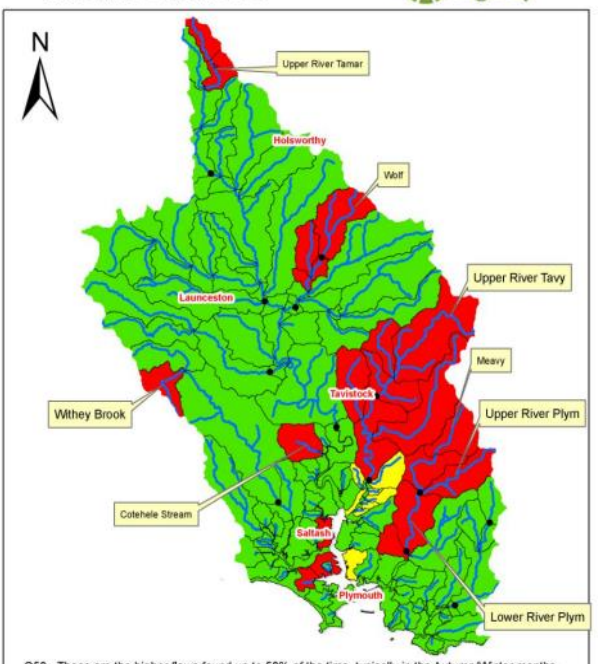 N
Upper River Tamar
Holsworthy
Wolf
Upper River Tavy
Launceston
Meavy
Tavistock
Withey Brook
Upper River Plym
Cotehele Stream
Saltash
Plymouth
Lower River Plym